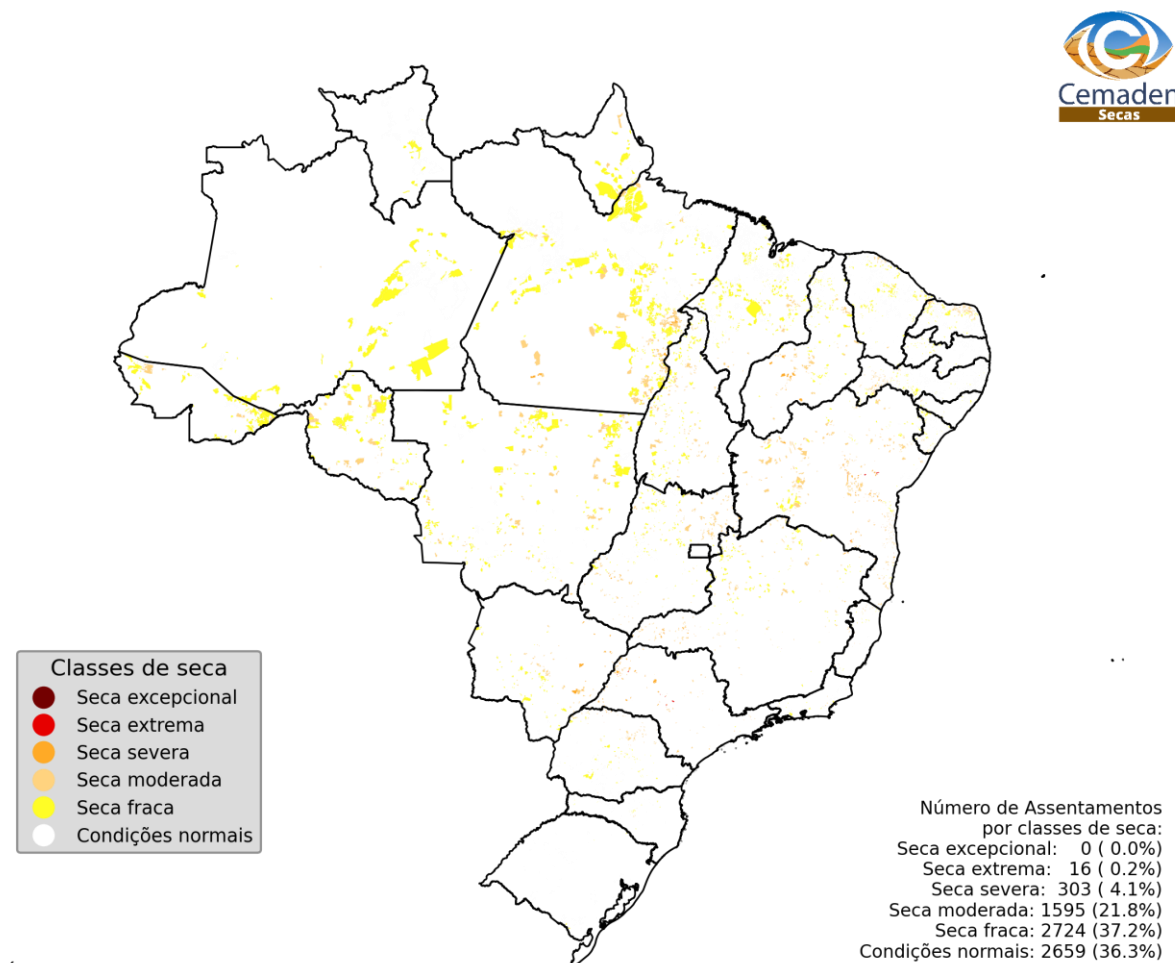 Cemaden
Secas
Classes de seca
Seca excepcional
Seca extrema
Seca severa
Seca moderada
Seca fraca
Condições normais
Número de Assentamentos
por classes de seca:
Seca excepcional: 0 ( 0.0%)
Seca extrema: 16 ( 0.2%)
Seca severa: 303 ( 4.1%)
Seca moderada: 1595 (21.8%)
Seca fraca: 2724 (37.2%)
Condições normais: 2659 (36.3%)